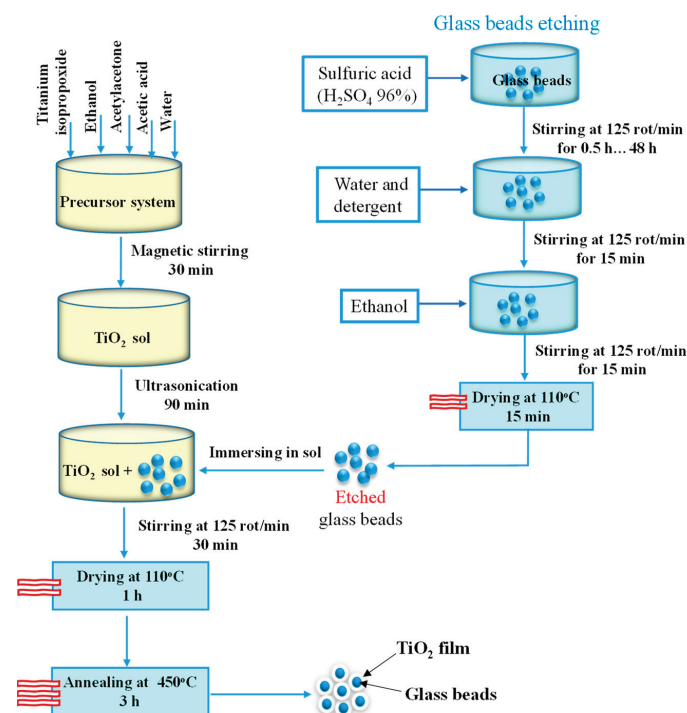 Glass beads etching
Titanium
isopropoxide
Ethanol
Acetylacetone
Acetic acid
Water
Precursor system
Magnetic stirring
30 min
TiO₂ sol
Ultrasonication
90 min
TiO₂ sol +
Stirring at 125 rot/min
30 min
Drying at 110°C
1 h
Annealing at 450°C
3 h
Sulfuric acid
(H₂SO₄ 96%)
Glass beads
Stirring at 125 rot/min
for 0.5 h... 48 h
Water and
detergent
Stirring at 125 rot/min
for 15 min
Ethanol
Stirring at 125 rot/min
for 15 min
Drying at 110°C
15 min
Immersing in sol
Etched
glass beads
TiO₂ film
Glass beads